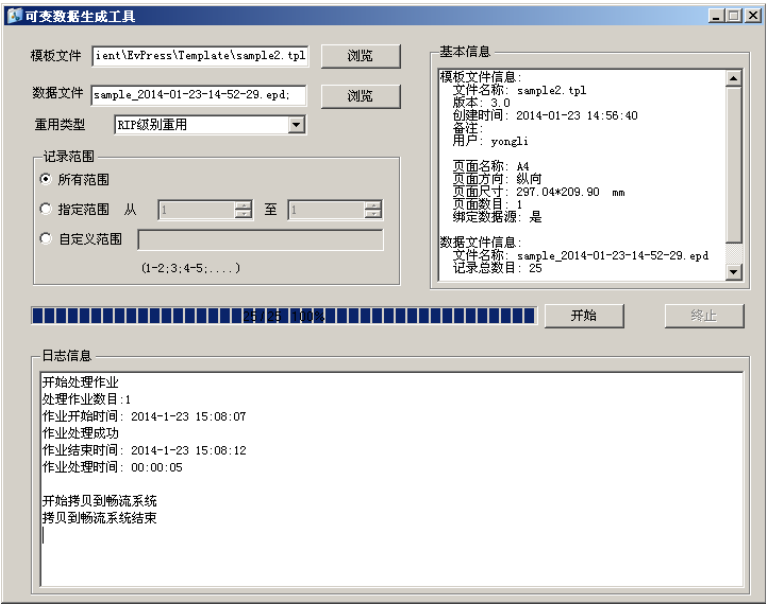 可变数据生成工具
模板文件 ient\EvPress\Template\sample2.tpl 浏览
数据文件 sample_2014-01-23-14-52-29.epd; 浏览
重用类型 RIP级别重用
记录范围
所有范围
指定范围 从 1 至 1
自定义范围
(1-2;3;4-5;....)
基本信息
模板文件信息:
文件名称: sample2.tpl
版本: 3.0
创建时间: 2014-01-23 14:56:40
备注:
用户: yongli
页面名称: A4
页面方向: 纵向
页面尺寸: 297.04*209.90 mm
页面数目: 1
绑定数据源: 是
数据文件信息:
文件名称: sample_2014-01-23-14-52-29.epd
记录总数目: 25
25/25 100% 开始 终止
日志信息
开始处理作业
处理作业数目:1
作业开始时间: 2014-1-23 15:08:07
作业处理成功
作业结束时间: 2014-1-23 15:08:12
作业处理时间: 00:00:05
开始拷贝到畅流系统
拷贝到畅流系统结束